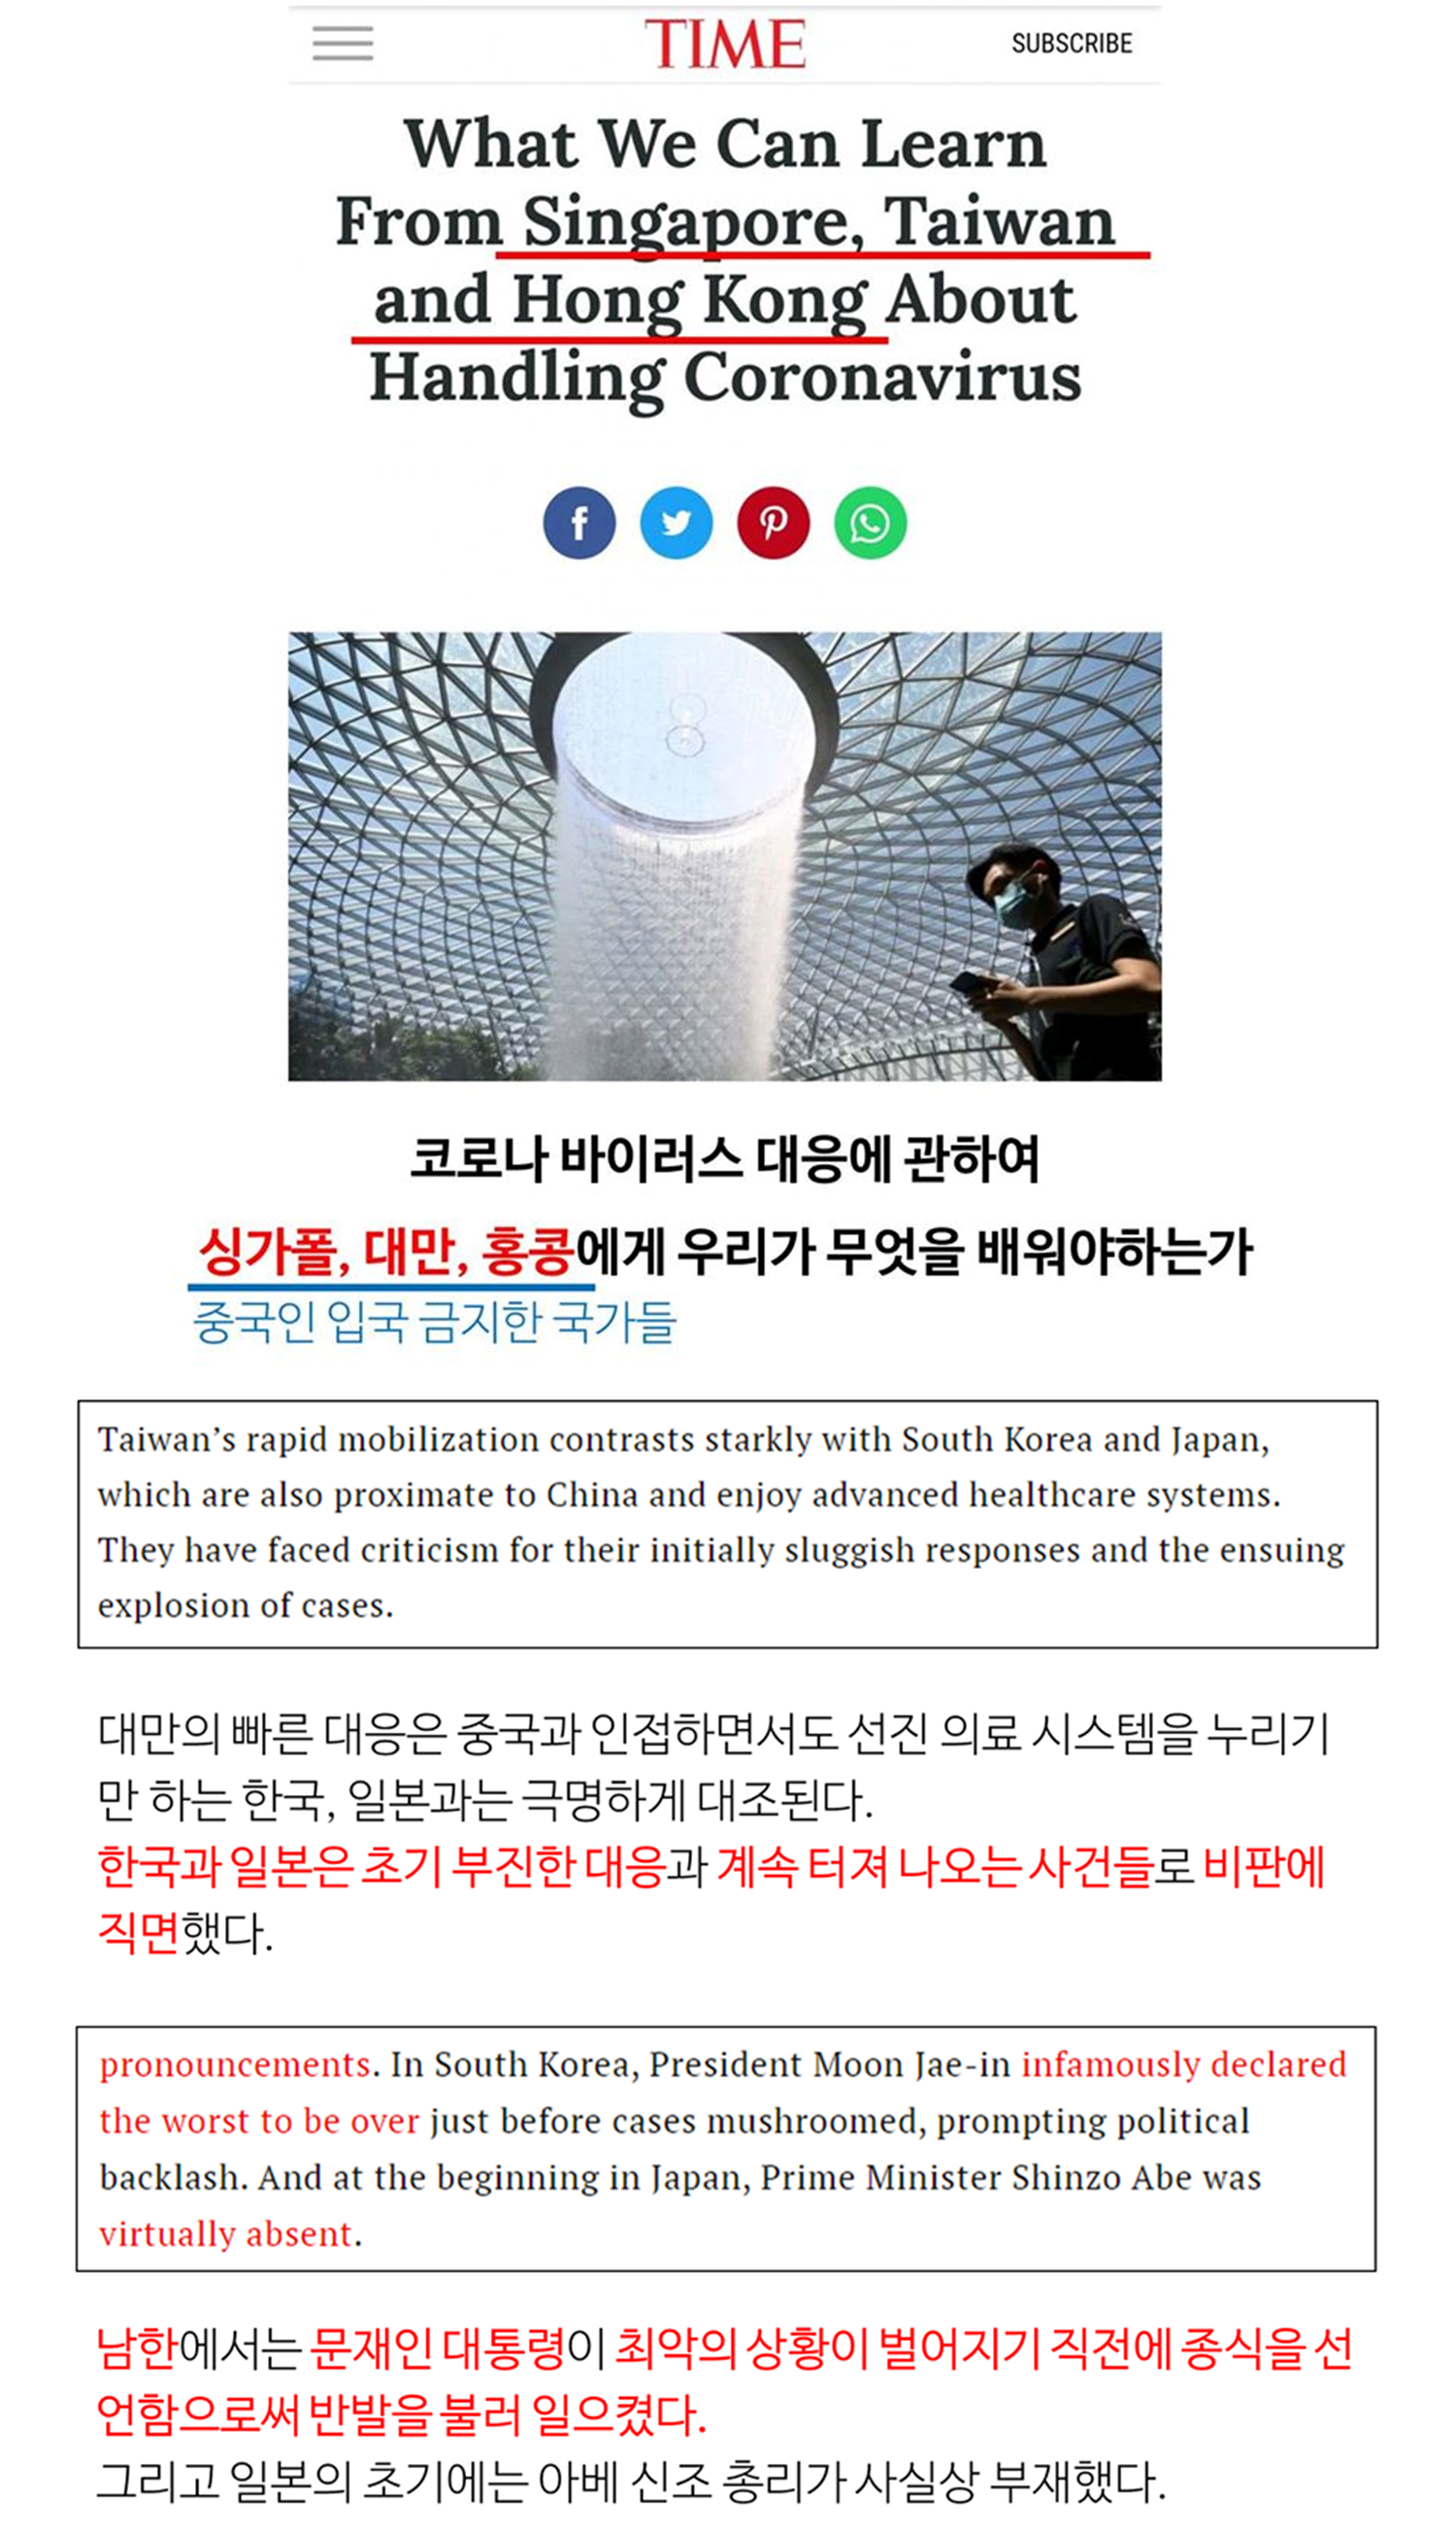 TIME
SUBSCRIBE
What We Can Learn
From Singapore, Taiwan
and Hong Kong About
Handling Coronavirus
코로나 바이러스 대응에 관하여
싱가폴, 대만, 홍콩에게 우리가 무엇을 배워야하는가
중국인 입국 금지한 국가들
Taiwan’s rapid mobilization contrasts starkly with South Korea and Japan,
which are also proximate to China and enjoy advanced healthcare systems.
They have faced criticism for their initially sluggish responses and the ensuing
explosion of cases.
대만의 빠른 대응은 중국과 인접하면서도 선진 의료 시스템을 누리기
만 하는 한국, 일본과는 극명하게 대조된다.
한국과 일본은 초기 부진한 대응과 계속 터져 나오는 사건들로 비판에
직면했다.
pronouncements. In South Korea, President Moon Jae-in infamously declared
the worst to be over just before cases mushroomed, prompting political
backlash. And at the beginning in Japan, Prime Minister Shinzo Abe was
virtually absent.
남한에서는 문재인 대통령이 최악의 상황이 벌어지기 직전에 종식을 선
언함으로써 반발을 불러 일으켰다.
그리고 일본의 초기에는 아베 신조 총리가 사실상 부재했다.